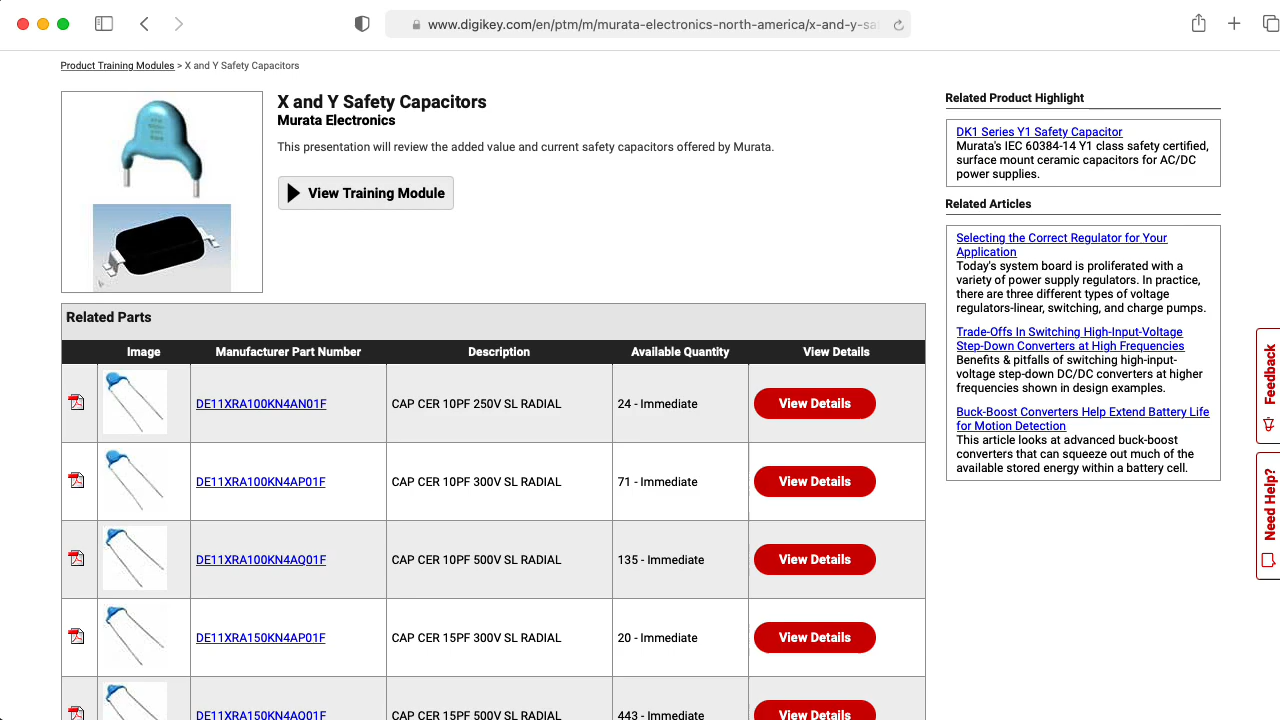 www.digikey.com/en/ptm/m/murata-electronics-north-america/x-and-y-sa
Product Training Modules > X and Y Safety Capacitors
X and Y Safety Capacitors
Murata Electronics
This presentation will review the added value and current safety capacitors offered by Murata.
View Training Module
Related Parts
Image Manufacturer Part Number Description Available Quantity View Details
DE11XRA100KN4AN01F CAP CER 10PF 250V SL RADIAL 24 - Immediate View Details
DE11XRA100KN4AP01F CAP CER 10PF 300V SL RADIAL 71 - Immediate View Details
DE11XRA100KN4AQ01F CAP CER 10PF 500V SL RADIAL 135 - Immediate View Details
DE11XRA150KN4AP01F CAP CER 15PF 300V SL RADIAL 20 - Immediate View Details
DE11XRA150KN4AQ01F CAP CER 15PF 500V SL RADIAL 443 - Immediate View Details
Related Product Highlight
DK1 Series Y1 Safety Capacitor
Murata's IEC 60384-14 Y1 class safety certified,
surface mount ceramic capacitors for AC/DC
power supplies.
Related Articles
Selecting the Correct Regulator for Your
Application
Today's system board is proliferated with a
variety of power supply regulators. In practice,
there are three different types of voltage
regulators-linear, switching, and charge pumps.
Trade-Offs In Switching High-Input-Voltage
Step-Down Converters at High Frequencies
Benefits & pitfalls of switching high-input-
voltage step-down DC/DC converters at higher
frequencies shown in design examples.
Buck-Boost Converters Help Extend Battery Life
for Motion Detection
This article looks at advanced buck-boost
converters that can squeeze out much of the
available stored energy within a battery cell.
Feedback
Need Help?